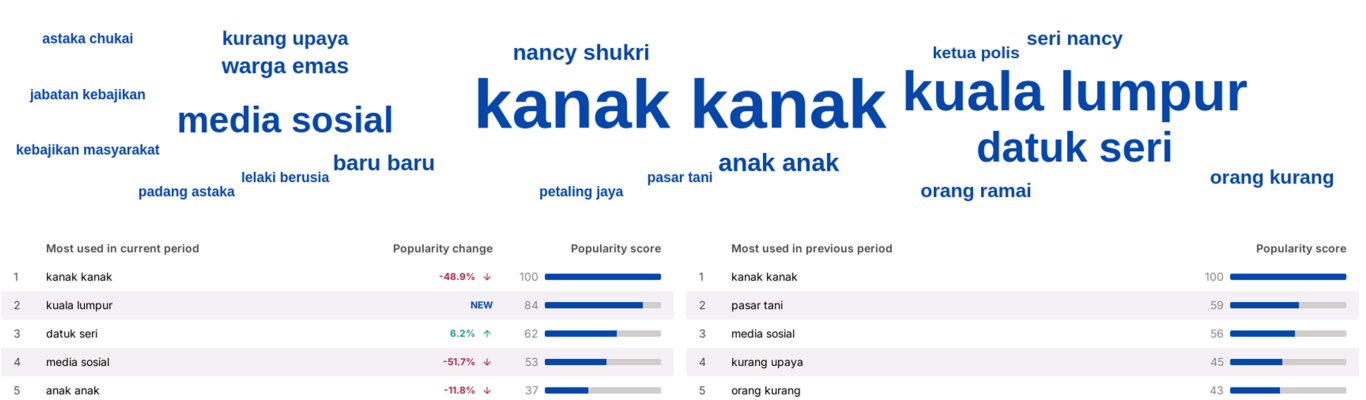 astaka chukai
kurang upaya
warga emas
jabatan kebajikan
media sosial
kebajikan masyarakat
baru baru
lelaki berusia
padang astaka
nancy shukri
kanak kanak
anak anak
pasar tani
petaling jaya
seri nancy
ketua polis
kuala lumpur
datuk seri
orang kurang
orang ramai
Most used in current period Popularity change Popularity score
1 kanak kanak -48.9% ↓ 100
2 kuala lumpur NEW 84
3 datuk seri 6.2% ↑ 62
4 media sosial -51.7% ↓ 53
5 anak anak -11.8% ↓ 37
Most used in previous period Popularity score
1 kanak kanak 100
2 pasar tani 59
3 media sosial 56
4 kurang upaya 45
5 orang kurang 43